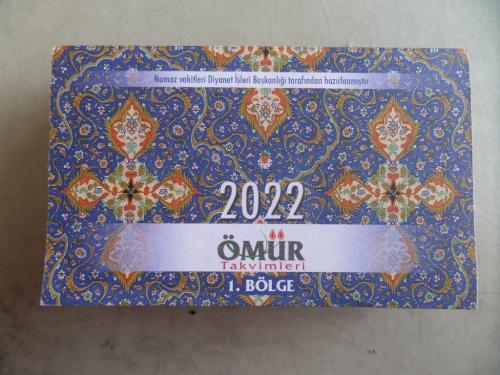 Namaz vakitleri Diyanet İşleri Başkanlığı tarafından hazırlanmıştır
2022
ÖMÜR
Takvimleri
1. BÖLGE